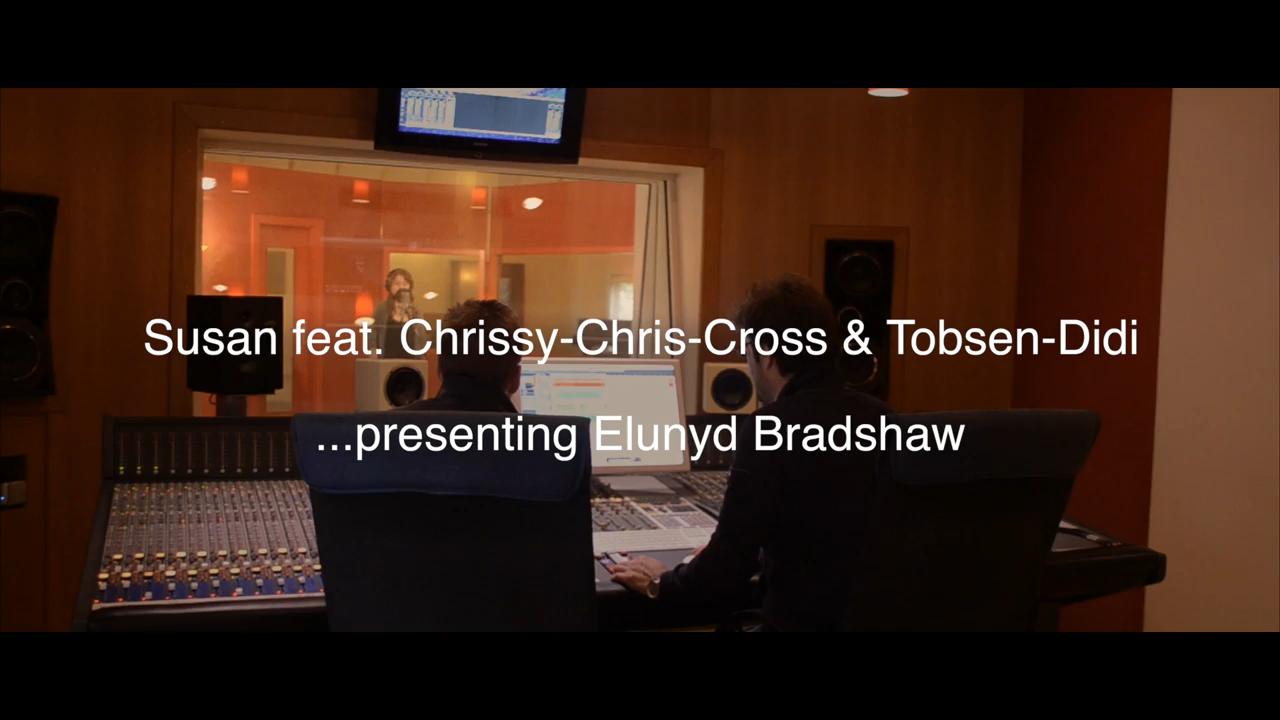 Susan feat. Chrissy-Chris-Cross & Tobsen-Didi
...presenting Elunyd Bradshaw